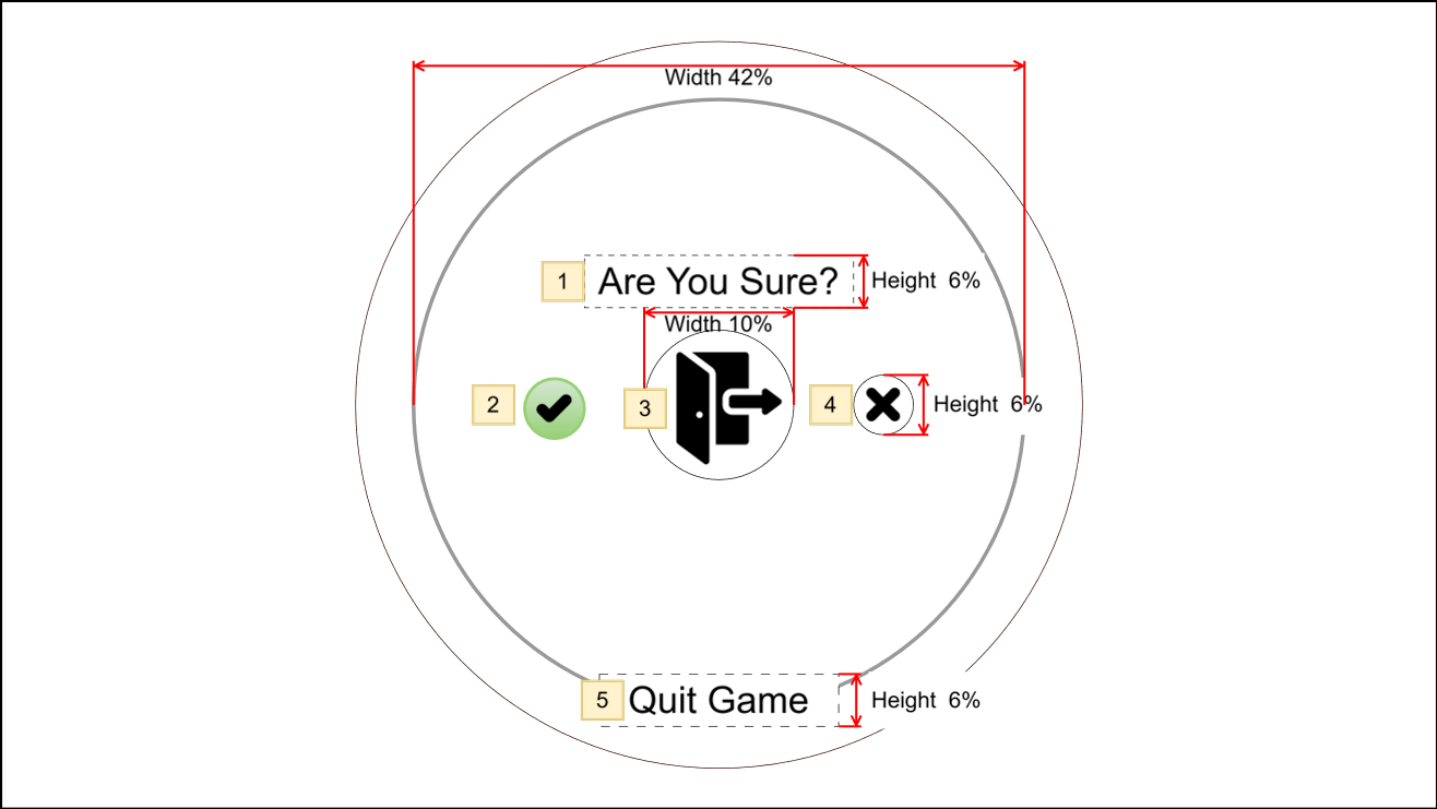 Width 42%
1 Are You Sure? Height 6%
Width 10%
2 3 4 Height 6%
5 Quit Game Height 6%